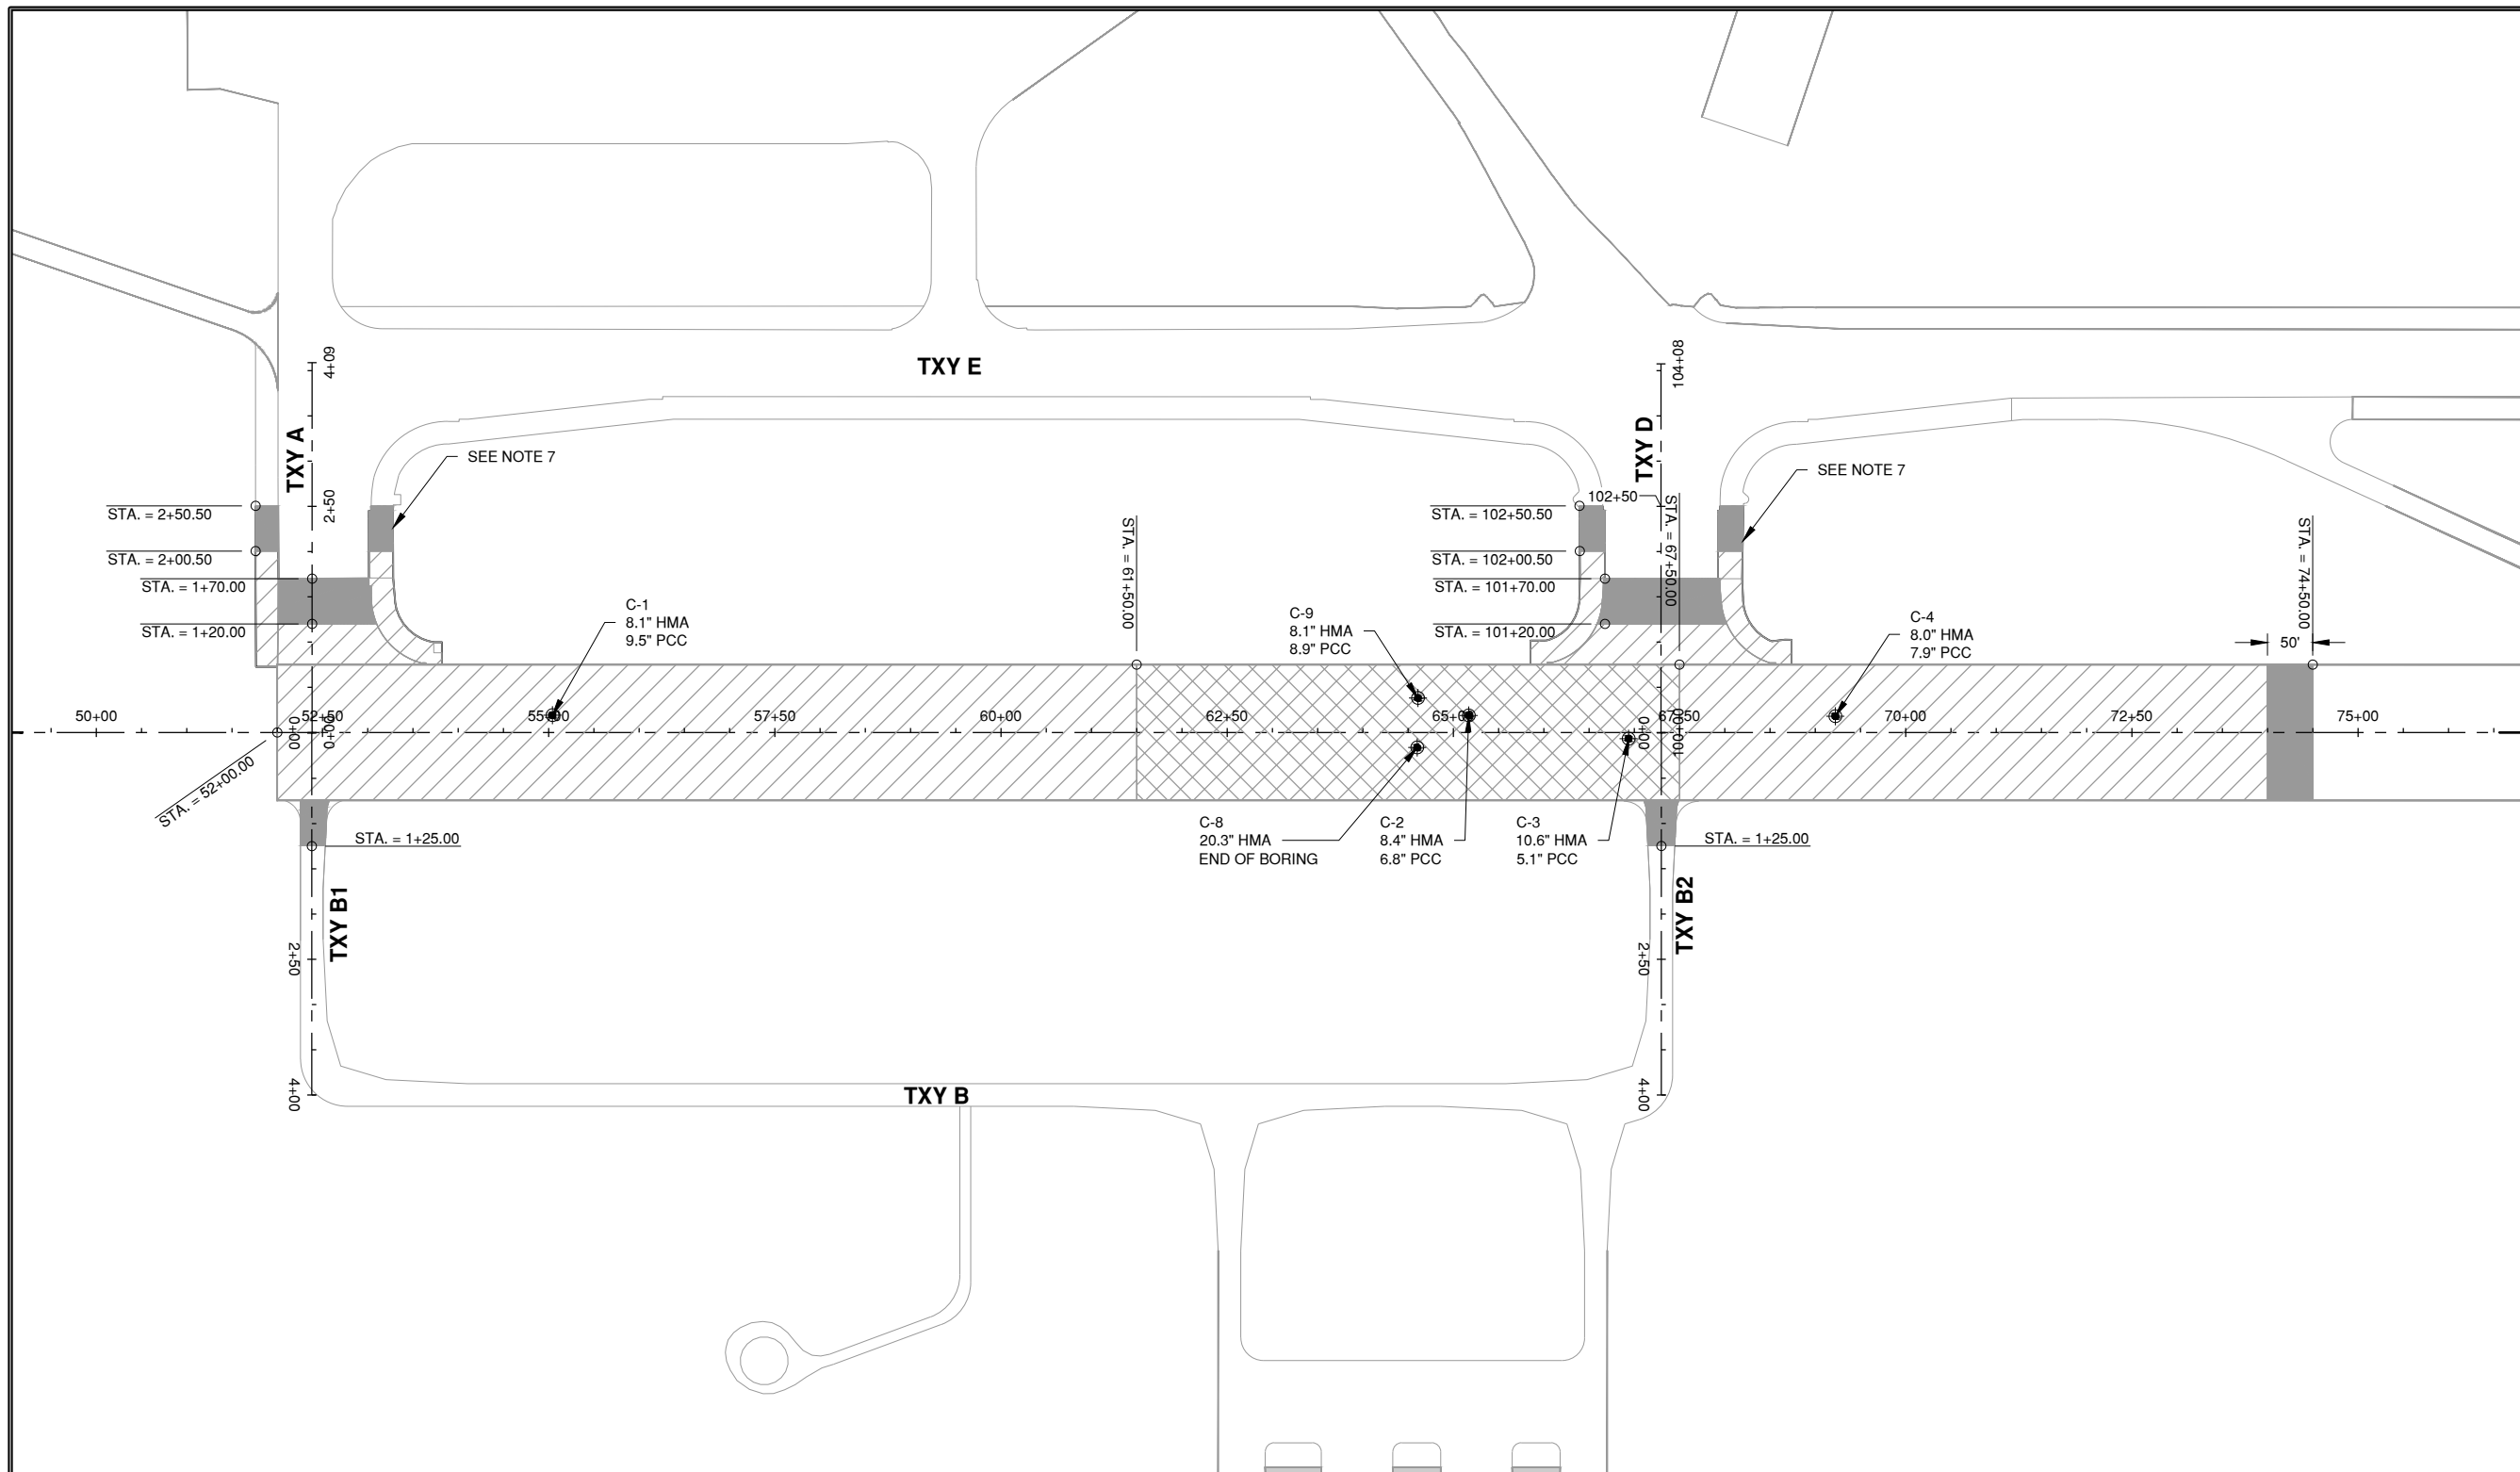 TXY E
4+09
104+08
TXY A
TXY D
SEE NOTE 7
SEE NOTE 7
STA. = 2+50.50
2+50
STA. = 102+50.50
102+50
STA. = 67+50.00
STA. = 61+50.00
STA. = 74+50.00
STA. = 2+00.50
STA. = 102+00.50
STA. = 1+70.00
STA. = 101+70.00
STA. = 1+20.00
STA. = 101+20.00
C-1
8.1" HMA
9.5" PCC
C-9
8.1" HMA
8.9" PCC
C-4
8.0" HMA
7.9" PCC
50'
50+00
52+50
55+00
57+50
60+00
62+50
65+00
67+50
70+00
72+50
75+00
0+00
0+00
0+00
100+00
STA. = 52+00.00
STA. = 1+25.00
C-8
20.3" HMA
END OF BORING
C-2
8.4" HMA
6.8" PCC
C-3
10.6" HMA
5.1" PCC
STA. = 1+25.00
TXY B1
TXY B2
2+50
2+50
4+00
4+00
TXY B